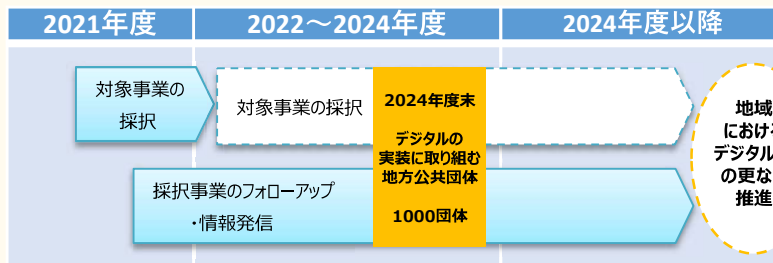 2021年度
2022～2024年度
2024年度以降
対象事業の
採択
対象事業の採択
2024年度末
デジタルの
実装に取り組む
地方公共団体
1000団体
採択事業のフォローアップ
・情報発信
地域
におけ
デジタル
の更な
推進